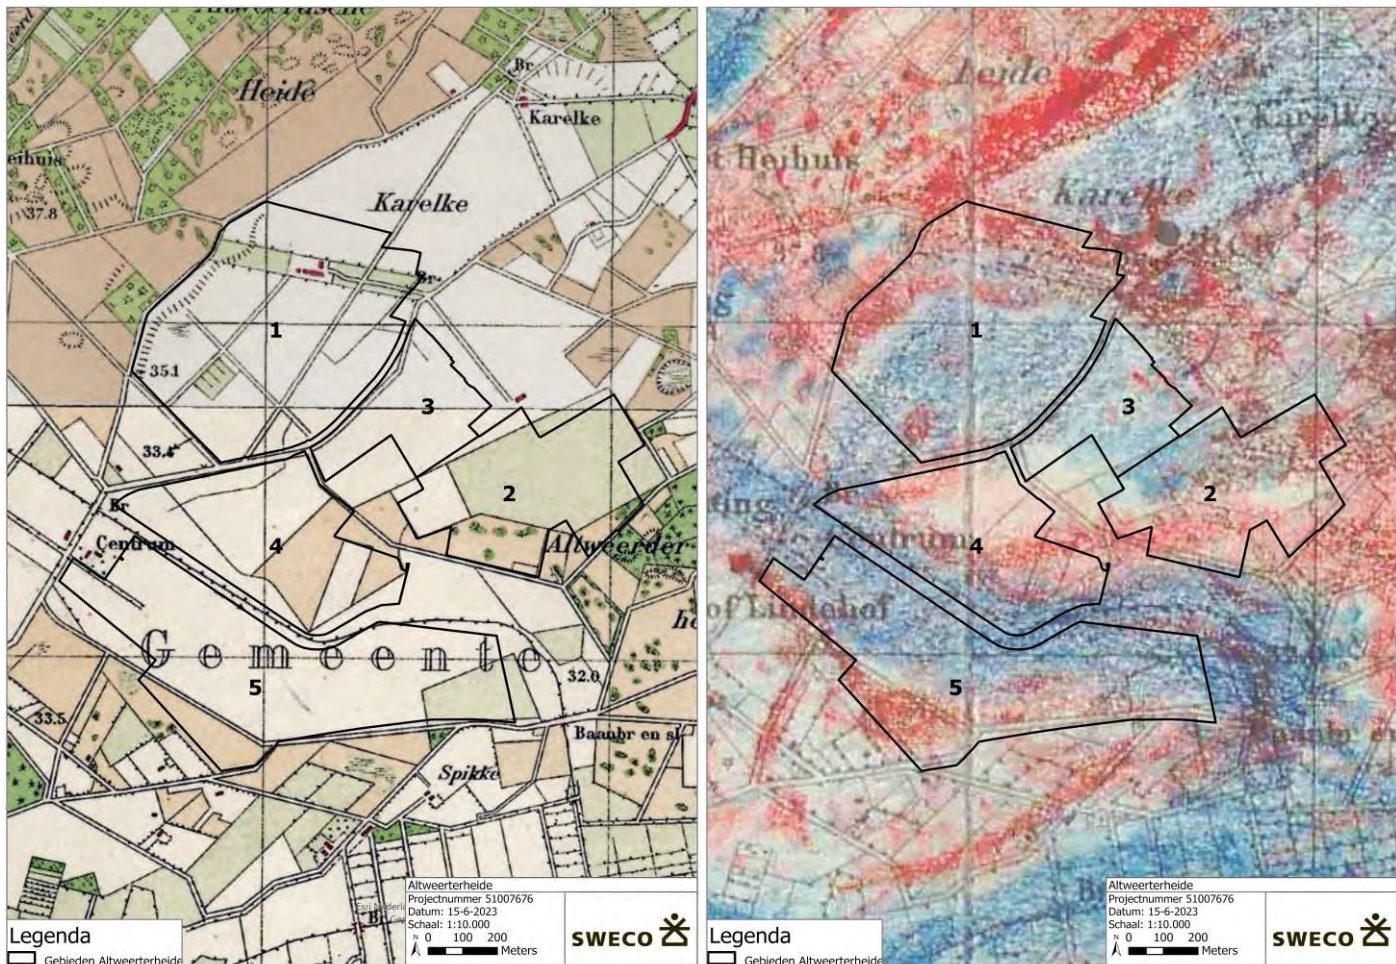 Heide
Br
Karelke
eihuis
37.8
Karelke
Br
1
35.1
3
33.4
2
Br
Centrum
4
Altweerder
Gemeente
5
32.0
33.5
Baanbr en sl
Spikke
Br
Legenda
Gebieden Altweerterheide
Altweerterheide
Projectnummer 51007676
Datum: 15-6-2023
Schaal: 1:10.000
N 0 100 200
Meters
SWECO
Heide
Br
Karelke
t Heihuis
Karelke
1
3
2
4
of Lindehof
5
Legenda
Gebieden Altweerterheide
Altweerterheide
Projectnummer 51007676
Datum: 15-6-2023
Schaal: 1:10.000
N 0 100 200
Meters
SWECO